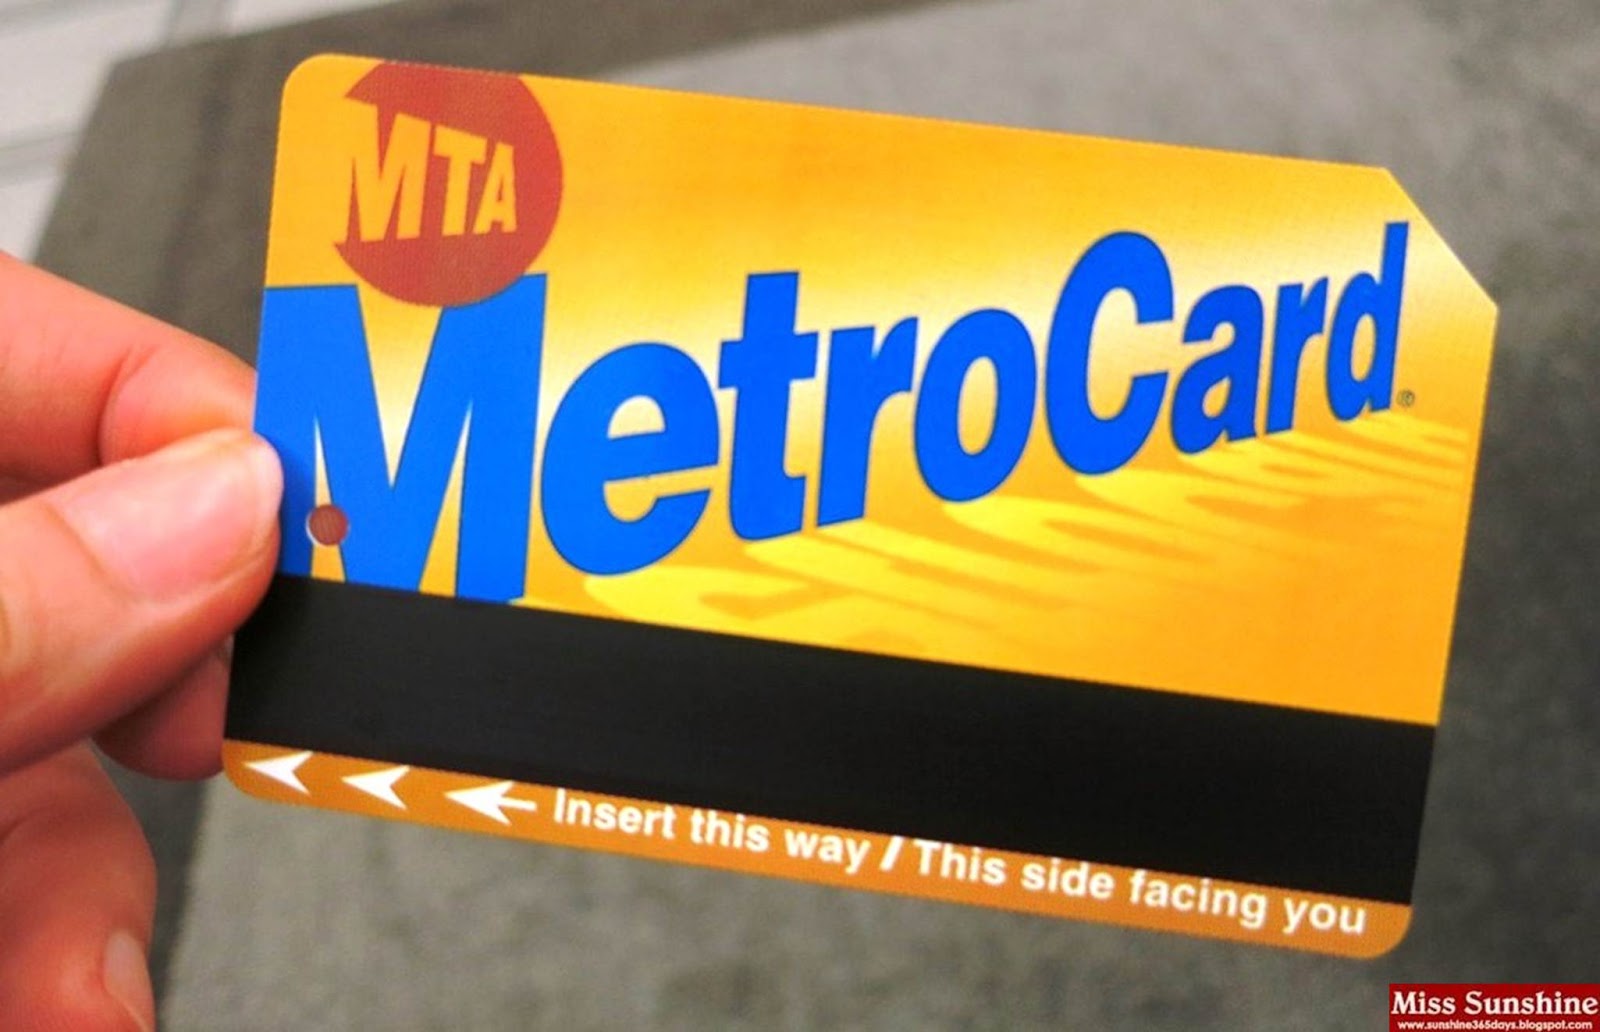 MTA
MetroCard®
Insert this way / This side facing you
Miss Sunshine
www.sunshine365days.blogspot.com